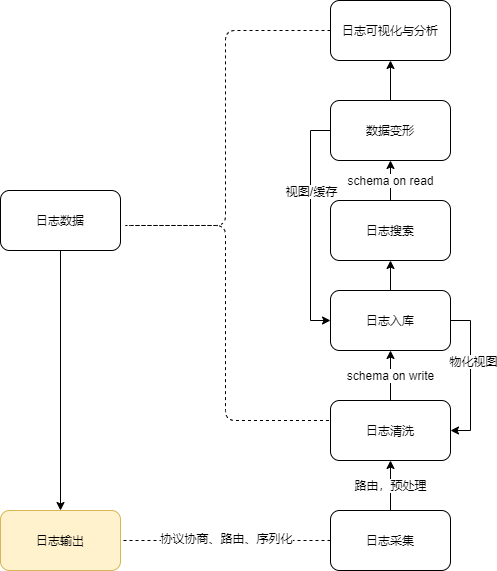 日志可视化与分析
数据变形
schema on read
视图/缓存
日志数据
日志搜索
日志入库
物化视图
schema on write
日志清洗
路由，预处理
日志输出
协议协商、路由、序列化
日志采集